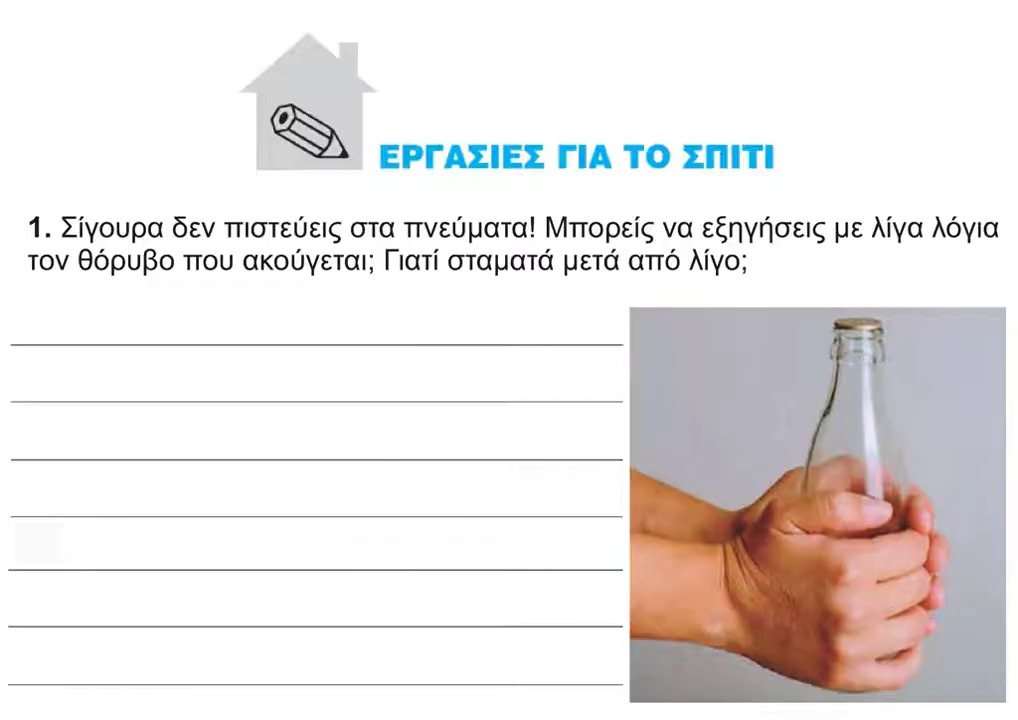 ΕΡΓΑΣΙΕΣ ΓΙΑ ΤΟ ΣΠΙΤΙ
1. Σίγουρα δεν πιστεύεις στα πνεύματα! Μπορείς να εξηγήσεις με λίγα λόγια
τον θόρυβο που ακούγεται; Γιατί σταματά μετά από λίγο;